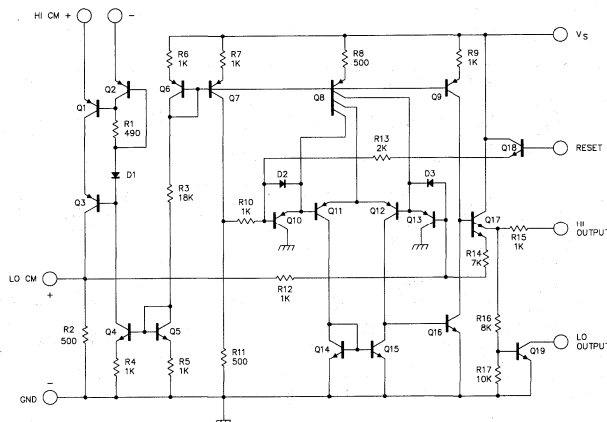 HI CM +
-
VS
R6
1K
R7
1K
R8
500
R9
1K
Q2
Q1
Q6
Q7
Q8
Q9
R1
490
R13
2K
Q18
RESET
D1
D2
D3
Q3
R3
18K
R10
1K
Q10
Q11
Q12
Q13
Q17
HI
OUTPUT
R15
1K
R14
7K
LO CM
+
R12
1K
R2
500
Q4
Q5
Q14
Q15
Q16
R16
8K
Q19
LO
OUTPUT
R4
1K
R5
1K
R11
500
R17
10K
-
GND